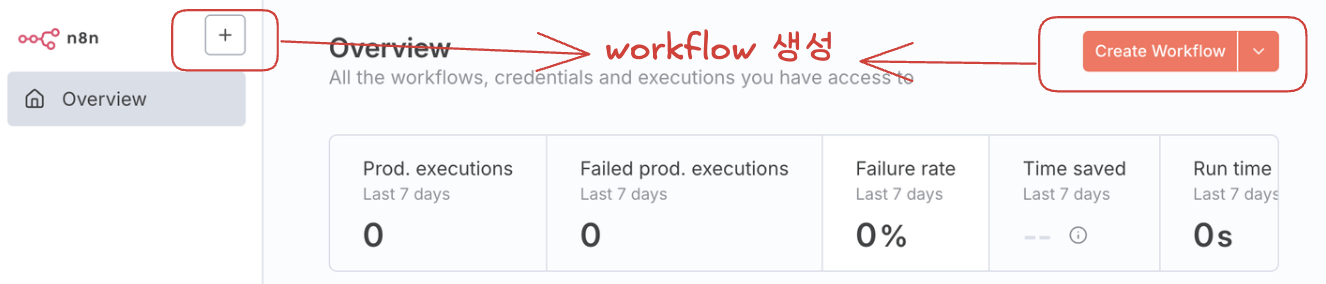 n8n
+
Overview
Overview
All the workflows, credentials and executions you have access to
workflow 생성
Create Workflow
Prod. executions
Last 7 days
0
Failed prod. executions
Last 7 days
0
Failure rate
Last 7 days
0%
Time saved
Last 7 days
--
Run time
Last 7 days
0s